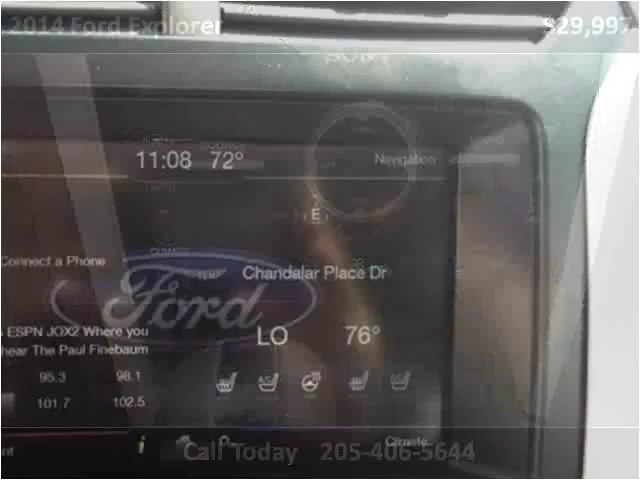 2014 Ford Explorer
$29,997
11:08 72°
Navigation
E
Connect a Phone
Chandalar Place Dr
Ford
ESPN JOX2 Where you
hear The Paul Finebaum
LO 76°
95.3 98.1
101.7 102.5
Climate
Call Today 205-406-5644